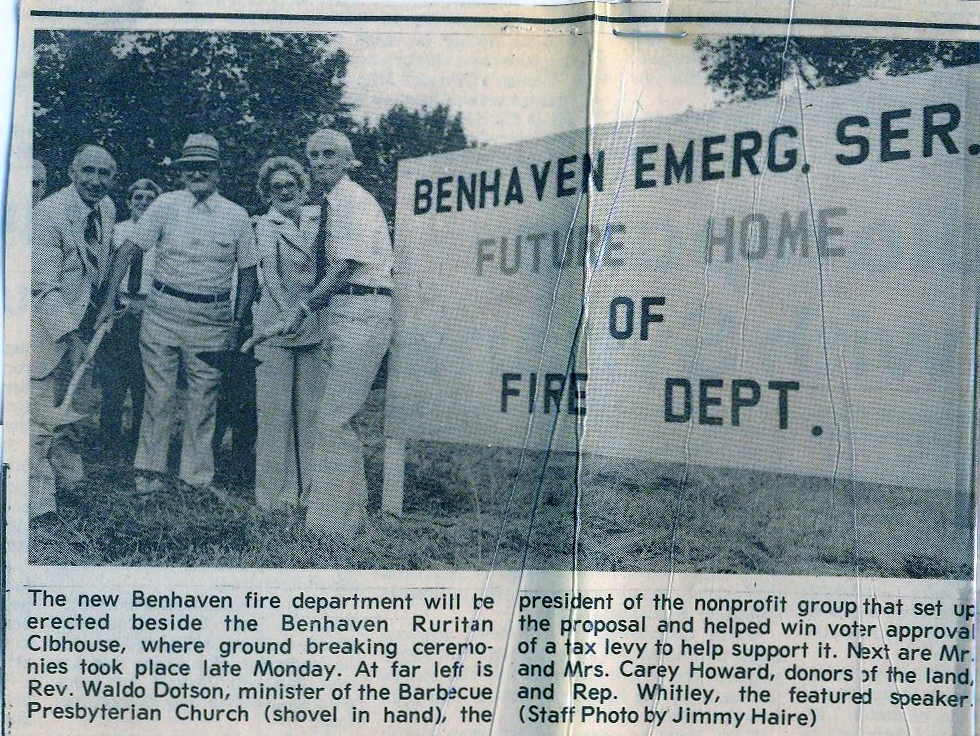 BENHAVEN EMERG. SER.
FUTURE HOME
OF
FIRE DEPT.
The new Benhaven fire department will be
erected beside the Benhaven Ruritan
Clbhouse, where ground breaking ceremo-
nies took place late Monday. At far left is
Rev. Waldo Dotson, minister of the Barbecue
Presbyterian Church (shovel in hand), the
president of the nonprofit group that set up
the proposal and helped win voter approval
of a tax levy to help support it. Next are Mr.
and Mrs. Carey Howard, donors of the land,
and Rep. Whitley, the featured speaker.
(Staff Photo by Jimmy Haire)